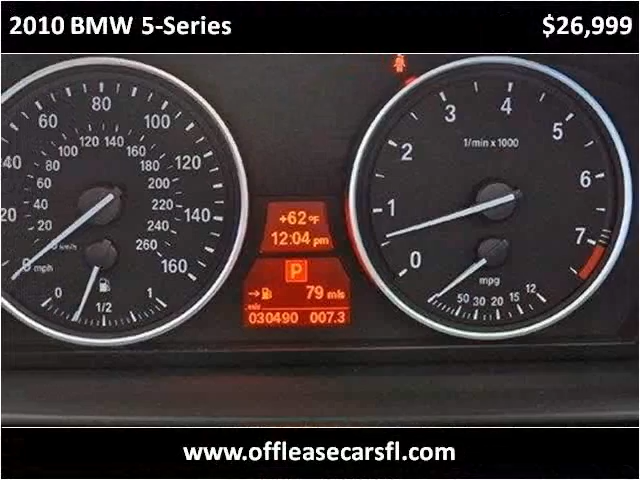 2010 BMW 5-Series $26,999
20 40 60 80 100 120 140 160
20 40 60 80 100 120 140 180 200 220 240 260
km/h
mph
0 1/2 1
+62°F
12:04 pm
P
79 mls
030490 007.3
0 1 2 3 4 5 6 7
1/min x 1000
mpg
50 30 20 15 12
www.offleasecarsfl.com